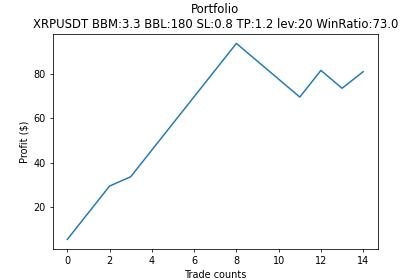 Portfolio
XRPUSDT BBM:3.3 BBL:180 SL:0.8 TP:1.2 lev:20 WinRatio:73.0
80
60
40
20
Profit ($)
0 2 4 6 8 10 12 14
Trade counts